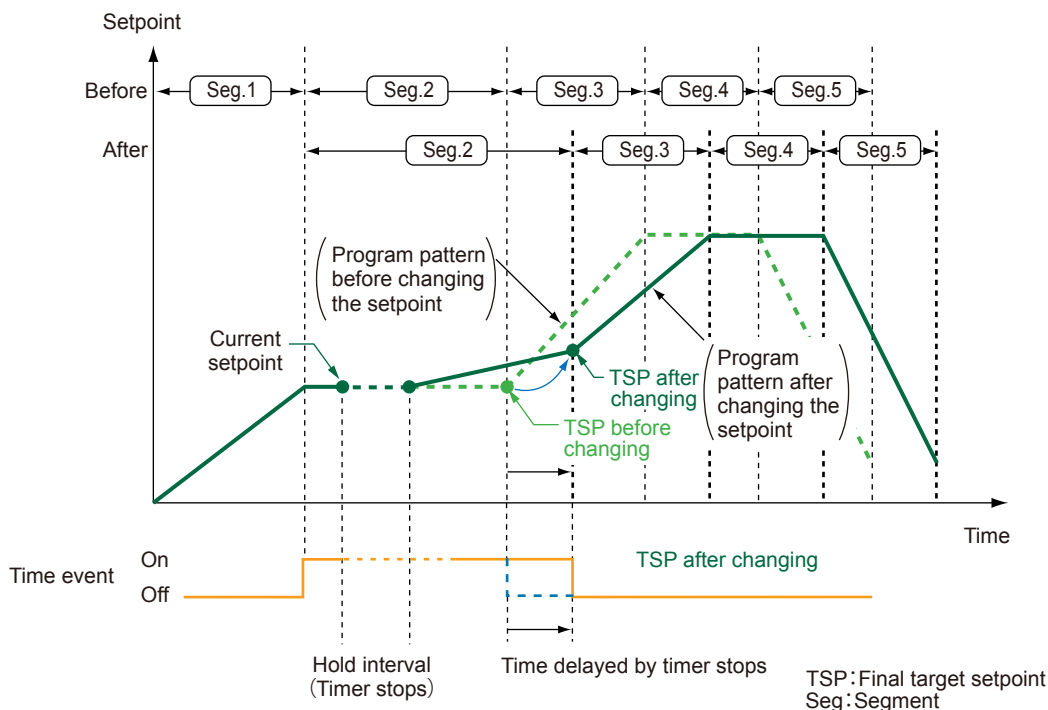 Setpoint
Before
Seg.1
Seg.2
Seg.3
Seg.4
Seg.5
After
Seg.2
Seg.3
Seg.4
Seg.5
(Program pattern
before changing
the setpoint)
Current
setpoint
TSP after
changing
(Program
pattern after
changing the
setpoint)
TSP before
changing
Time
Time event
On
Off
TSP after changing
Hold interval
(Timer stops)
Time delayed by timer stops
TSP:Final target setpoint
Seg:Segment